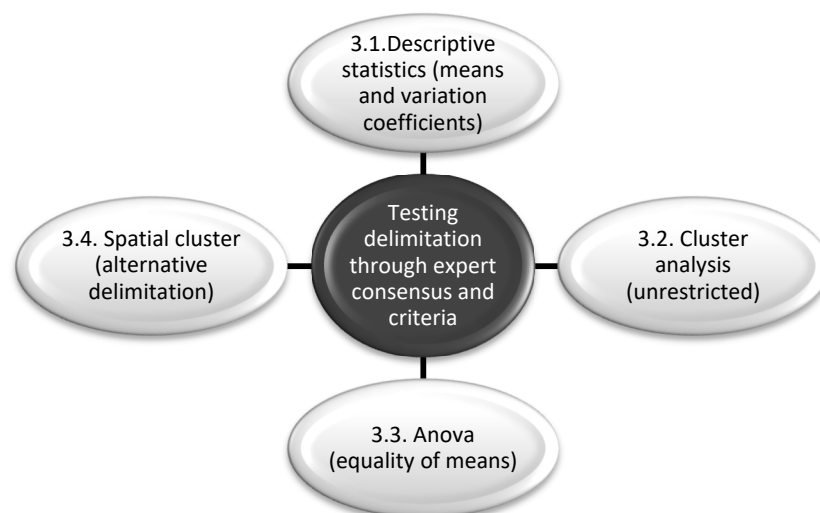 3.1.Descriptive
statistics (means
and variation
coefficients)
3.4. Spatial cluster
(alternative
delimitation)
Testing
delimitation
through expert
consensus and
criteria
3.2. Cluster
analysis
(unrestricted)
3.3. Anova
(equality of means)